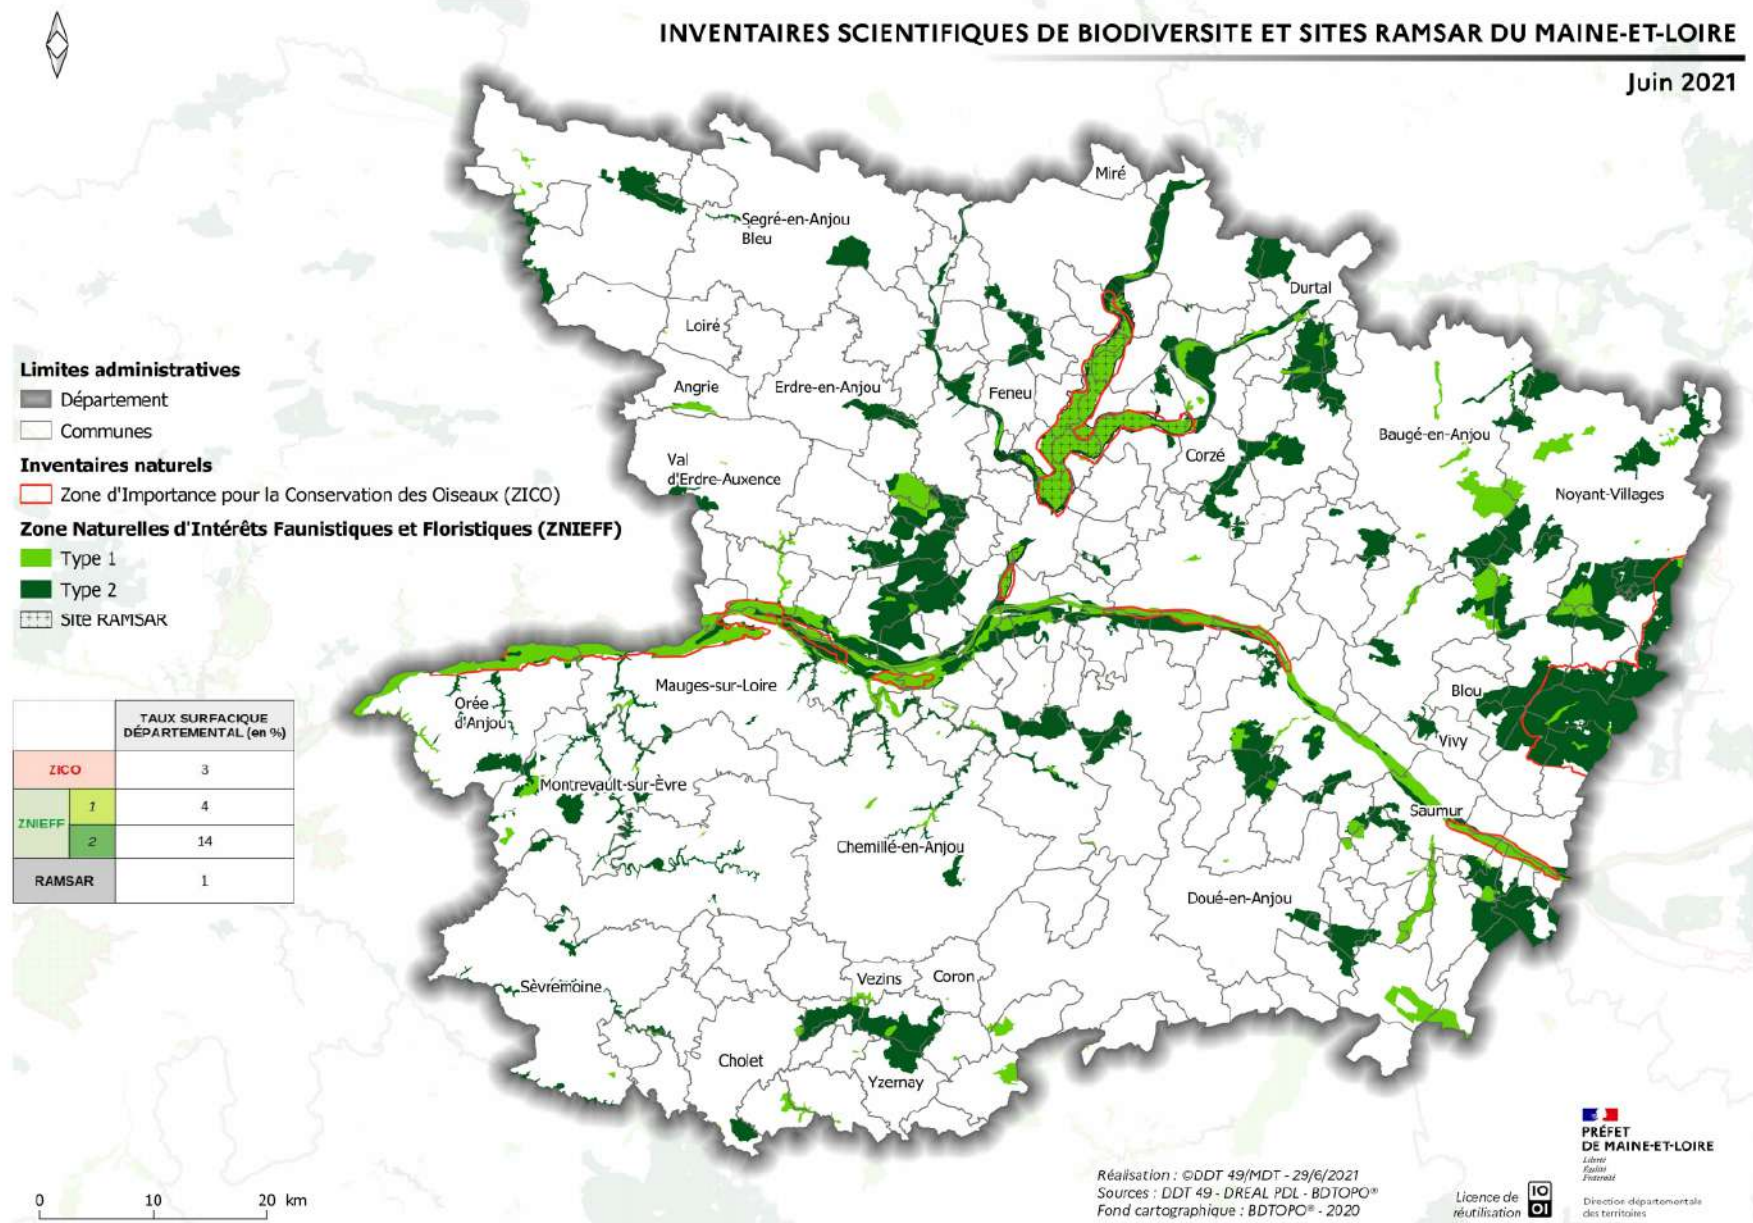 INVENTAIRES SCIENTIFIQUES DE BIODIVERSITE ET SITES RAMSAR DU MAINE-ET-LOIRE
Juin 2021
Miré
Segré-en-Anjou
Bleu
Durtal
Loiré
Angrie
Erdre-en-Anjou
Feneu
Baugé-en-Anjou
Corzé
Val
d'Erdre-Auxence
Noyant-Villages
Limites administratives
Département
Communes
Inventaires naturels
Zone d'Importance pour la Conservation des Oiseaux (ZICO)
Zone Naturelles d'Intérêts Faunistiques et Floristiques (ZNIEFF)
Type 1
Type 2
Site RAMSAR
Mauges-sur-Loire
Blou
Orée
d'Anjou
Vivy
Montrevault-sur-Èvre
Saumur
Chemillé-en-Anjou
Doué-en-Anjou
Vezins
Coron
Sèvremoine
Cholet
Yzernay
TAUX SURFACIQUE
DÉPARTEMENTAL (en %)
ZICO 3
ZNIEFF 1 4
2 14
RAMSAR 1
0 10 20 km
Réalisation : ©DDT 49/MDT - 29/6/2021
Sources : DDT 49 - DREAL PDL - BDTOPO®
Fond cartographique : BDTOPO® - 2020
Licence de
réutilisation
IO
OI
PRÉFET
DE MAINE-ET-LOIRE
Liberté
Égalité
Fraternité
Direction départementale
des territoires